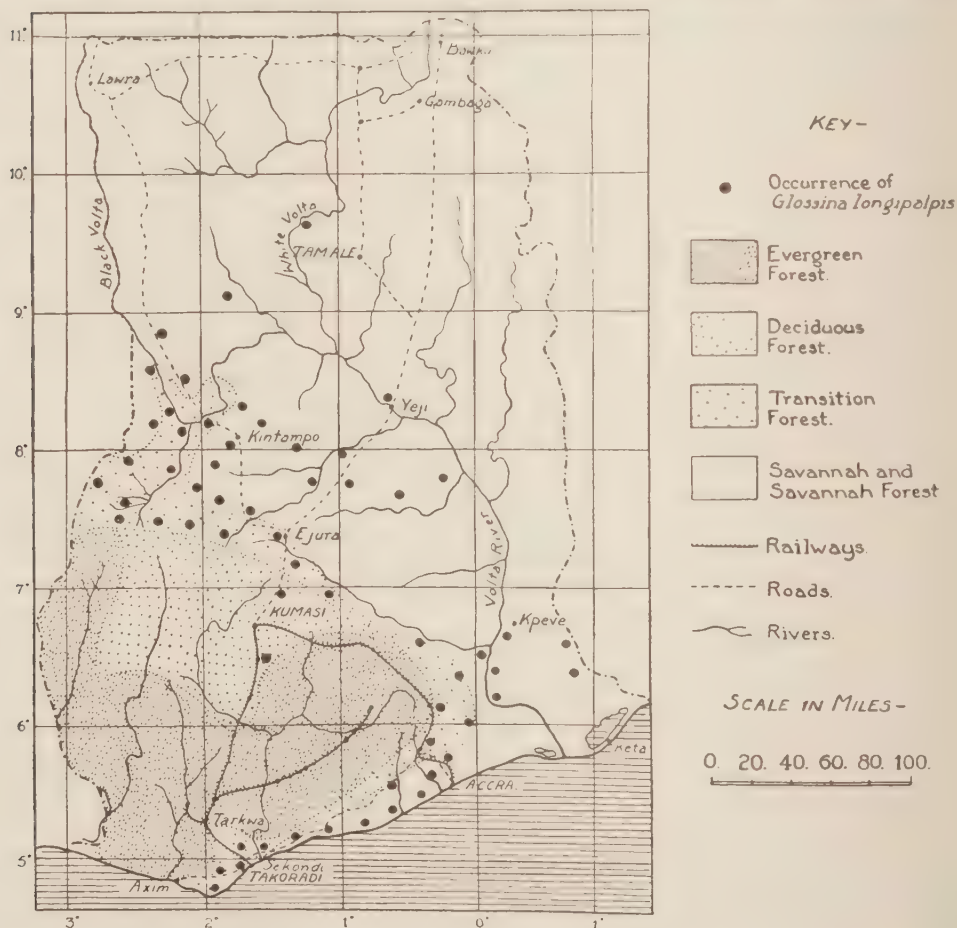 11°
10°
9°
8°
7°
6°
5°
3°
2°
1°
0°
1°
Lawra
Bawku
Gambaga
Black Volta
White Volta
TAMALE
Yeji
Kintampo
Ejura
Volta River
KUMASI
Kpeve
Keta
ACCRA.
Tarkwa
Sekondi
TAKORADI
Axim
KEY-
Occurrence of
Glossina longipalpis
Evergreen
Forest.
Deciduous
Forest.
Transition
Forest.
Savannah and
Savannah Forest
Railways.
Roads.
Rivers.
SCALE IN MILES-
0. 20. 40. 60. 80. 100.